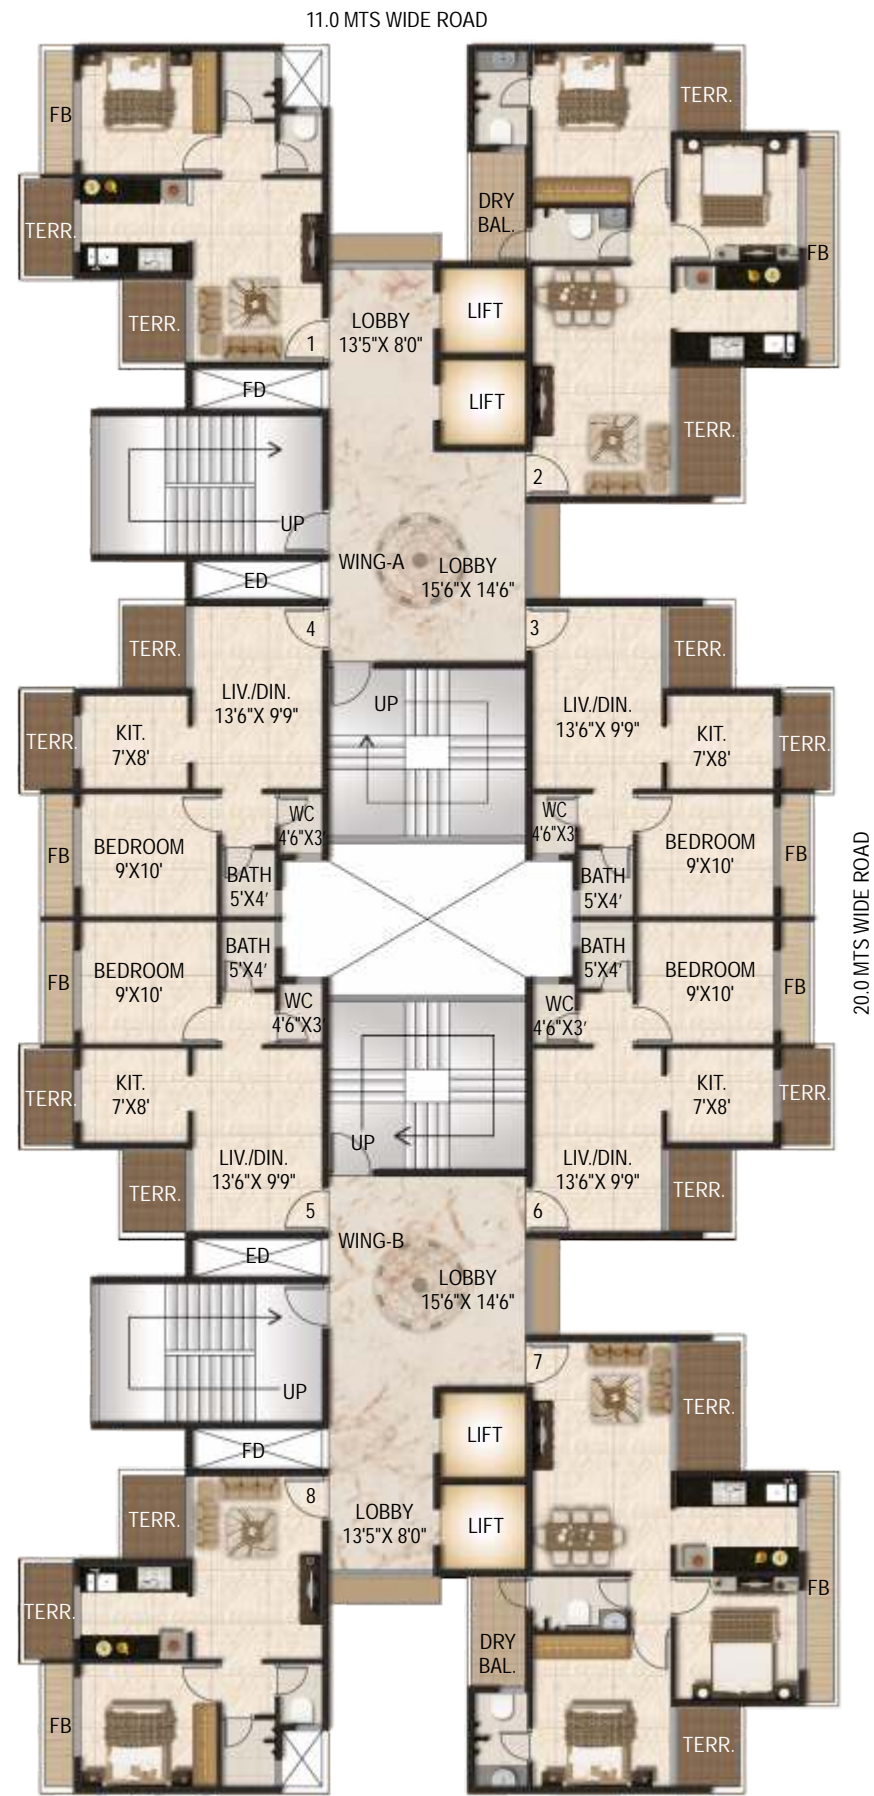 11.0 MTS WIDE ROAD
FB
TERR.
TERR.
DRY
BAL.
TERR.
FB
LIFT
LOBBY
13'5"X 8'0"
TERR.
1
FD
LIFT
TERR.
2
UP
WING-A
LOBBY
15'6"X 14'6"
ED
4
3
TERR.
TERR.
LIV./DIN.
13'6"X 9'9"
UP
LIV./DIN.
13'6"X 9'9"
TERR.
KIT.
7'X8'
KIT.
7'X8'
TERR.
WC
4'6"X3'
WC
4'6"X3'
FB
BEDROOM
9'X10'
BATH
5'X4'
BATH
5'X4'
BEDROOM
9'X10'
FB
20.0 MTS WIDE ROAD
FB
BEDROOM
9'X10'
BATH
5'X4'
BATH
5'X4'
BEDROOM
9'X10'
FB
WC
4'6"X3'
WC
4'6"X3'
TERR.
KIT.
7'X8'
KIT.
7'X8'
TERR.
UP
TERR.
LIV./DIN.
13'6"X 9'9"
LIV./DIN.
13'6"X 9'9"
TERR.
5
6
WING-B
ED
LOBBY
15'6"X 14'6"
7
UP
TERR.
FD
LIFT
8
TERR.
LOBBY
13'5"X 8'0"
LIFT
TERR.
FB
DRY
BAL.
FB
TERR.